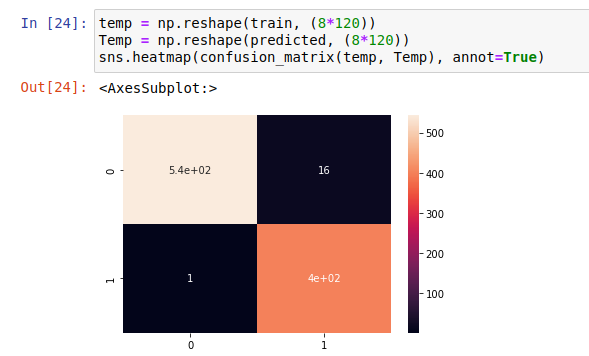 In [24]: temp = np.reshape(train, (8*120))
Temp = np.reshape(predicted, (8*120))
sns.heatmap(confusion_matrix(temp, Temp), annot=True)
Out[24]: <AxesSubplot:>
500
5.4e+02 16
0
400
300
200
1 4e+02
1
100
0 1